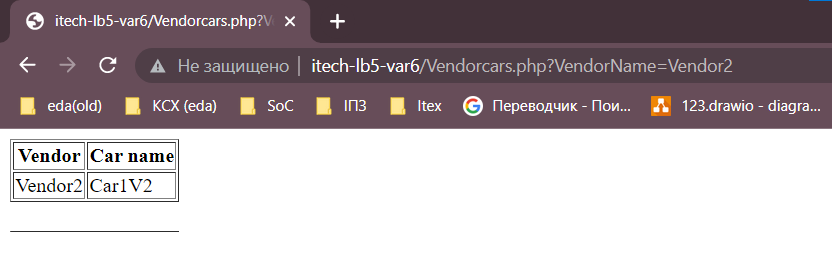 itech-lb5-var6/Vendorcars.php?V
Не защищено | itech-lb5-var6/Vendorcars.php?VendorName=Vendor2
eda(old) КСХ (eda) SoC ІПЗ Itex Переводчик - Пои... 123.drawio - diagra...
Vendor Car name
Vendor2 Car1V2